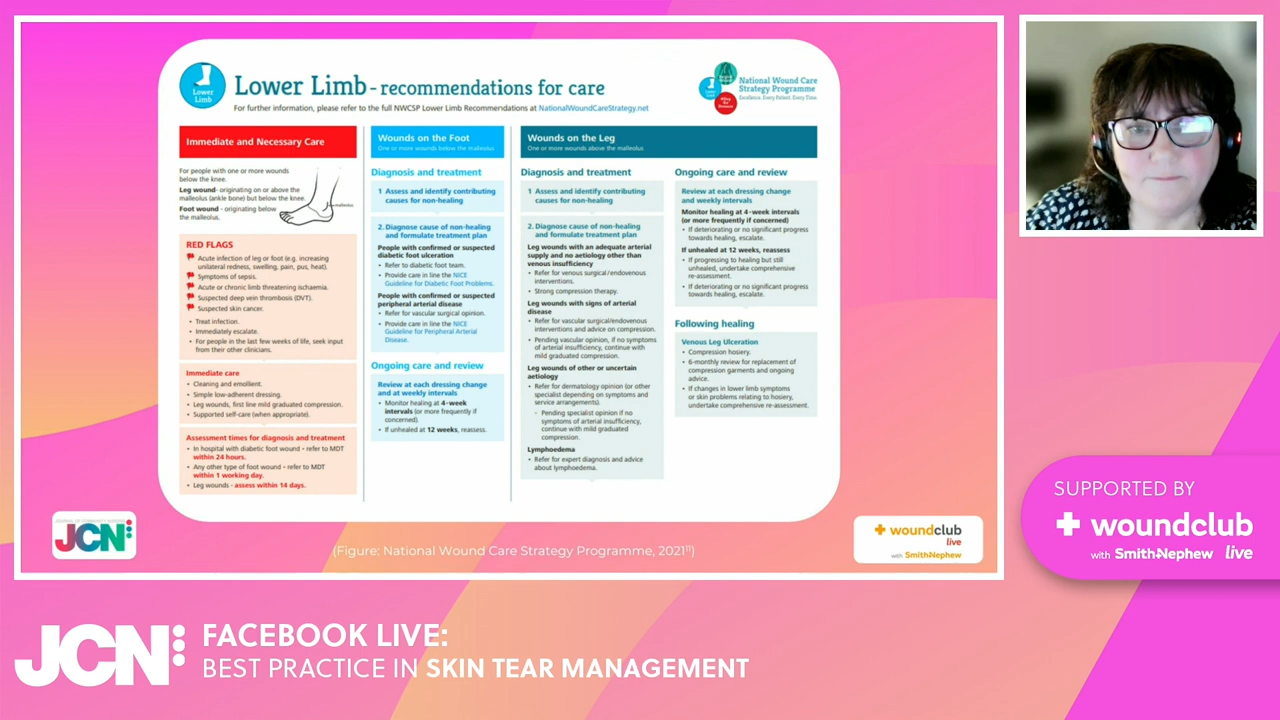 Lower Limb
Lower Limb - recommendations for care
For further information, please refer to the full NWCSP Lower Limb Recommendations at NationalWoundCareStrategy.net
National Wound Care
Strategy Programme
Excellence. Every Patient. Every Time.
Immediate and Necessary Care
For people with one or more wounds
below the knee.
Leg wound- originating on or above the
malleolus (ankle bone) but below the knee.
Foot wound - originating below
the malleolus.
malleolus
RED FLAGS
Acute infection of leg or foot (e.g. increasing
unilateral redness, swelling, pain, pus, heat).
Symptoms of sepsis.
Acute or chronic limb threatening ischaemia.
Suspected deep vein thrombosis (DVT).
Suspected skin cancer.
• Treat infection.
• Immediately escalate.
• For people in the last few weeks of life, seek input
from their other clinicians.
Immediate care
• Cleaning and emollient.
• Simple low-adherent dressing.
• Leg wounds, first line mild graduated compression.
• Supported self-care (when appropriate).
Assessment times for diagnosis and treatment
• In hospital with diabetic foot wound - refer to MDT
within 24 hours.
• Any other type of foot wound - refer to MDT
within 1 working day.
• Leg wounds - assess within 14 days.
Wounds on the Foot
One or more wounds below the malleolus
Diagnosis and treatment
1 Assess and identify contributing
causes for non-healing
2. Diagnose cause of non-healing
and formulate treatment plan
People with confirmed or suspected
diabetic foot ulceration
• Refer to diabetic foot team.
• Provide care in line the NICE
Guideline for Diabetic Foot Problems.
People with confirmed or suspected
peripheral arterial disease
• Refer for vascular surgical opinion.
• Provide care in line with the NICE
Guideline for Peripheral Arterial
Disease.
Ongoing care and review
Review at each dressing change
and at weekly intervals
• Monitor healing at 4-week
intervals (or more frequently if
concerned).
• If unhealed at 12 weeks, reassess.
Wounds on the Leg
One or more wounds above the malleolus
Diagnosis and treatment
1 Assess and identify contributing
causes for non-healing
2. Diagnose cause of non-healing
and formulate treatment plan
Leg wounds with an adequate arterial
supply and no aetiology other than
venous insufficiency
• Refer for venous surgical/endovenous
interventions.
• Strong compression therapy.
Leg wounds with signs of arterial
disease
• Refer for vascular surgical/endovenous
interventions and advice on compression.
• Pending vascular opinion, if no symptoms
of arterial insufficiency, continue with
mild graduated compression.
Leg wounds of other or uncertain
aetiology
• Refer for dermatology opinion (or other
specialist depending on symptoms and
service arrangements).
- Pending specialist opinion if no
symptoms of arterial insufficiency,
continue with mild graduated
compression.
Lymphoedema
• Refer for expert diagnosis and advice
about lymphoedema.
Ongoing care and review
Review at each dressing change
and weekly intervals
Monitor healing at 4-week intervals
(or more frequently if concerned)
• If deteriorating or no significant progress
towards healing, escalate.
If unhealed at 12 weeks, reassess
• If progressing to healing but still
unhealed, undertake comprehensive
re-assessment.
• If deteriorating or no significant progress
towards healing, escalate.
Following healing
Venous Leg Ulceration
• Compression hosiery.
• 6-monthly review for replacement of
compression garments and ongoing
advice.
• If changes in lower limb symptoms
or skin problems relating to hosiery,
undertake comprehensive re-assessment.
JOURNAL OF COMMUNITY NURSING
JCN
(Figure: National Wound Care Strategy Programme, 2021¹¹)
woundclub
live
with Smith+Nephew
SUPPORTED BY
woundclub
with Smith+Nephew live
JCN
FACEBOOK LIVE:
BEST PRACTICE IN SKIN TEAR MANAGEMENT